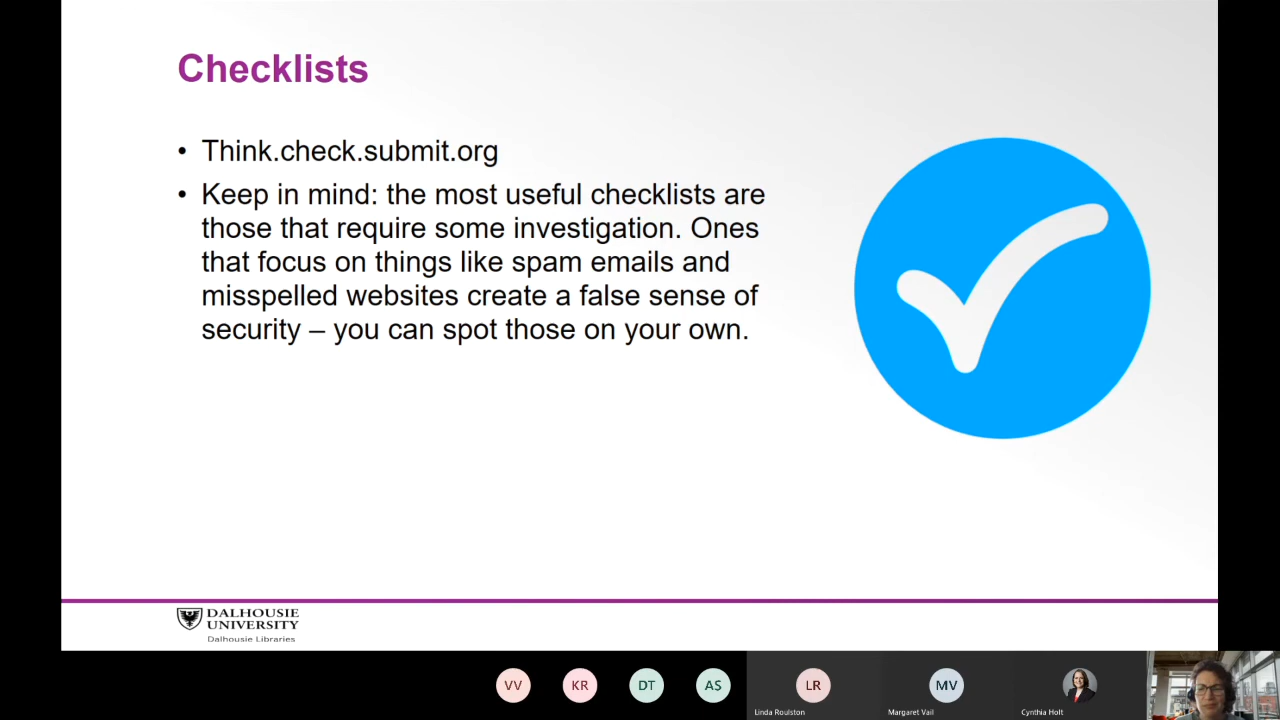 Checklists
• Think.check.submit.org
• Keep in mind: the most useful checklists are
those that require some investigation. Ones
that focus on things like spam emails and
misspelled websites create a false sense of
security – you can spot those on your own.
DALHOUSIE
UNIVERSITY
Dalhousie Libraries
VV
KR
DT
AS
LR
MV
Linda Roulston
Margaret Vail
Cynthia Holt